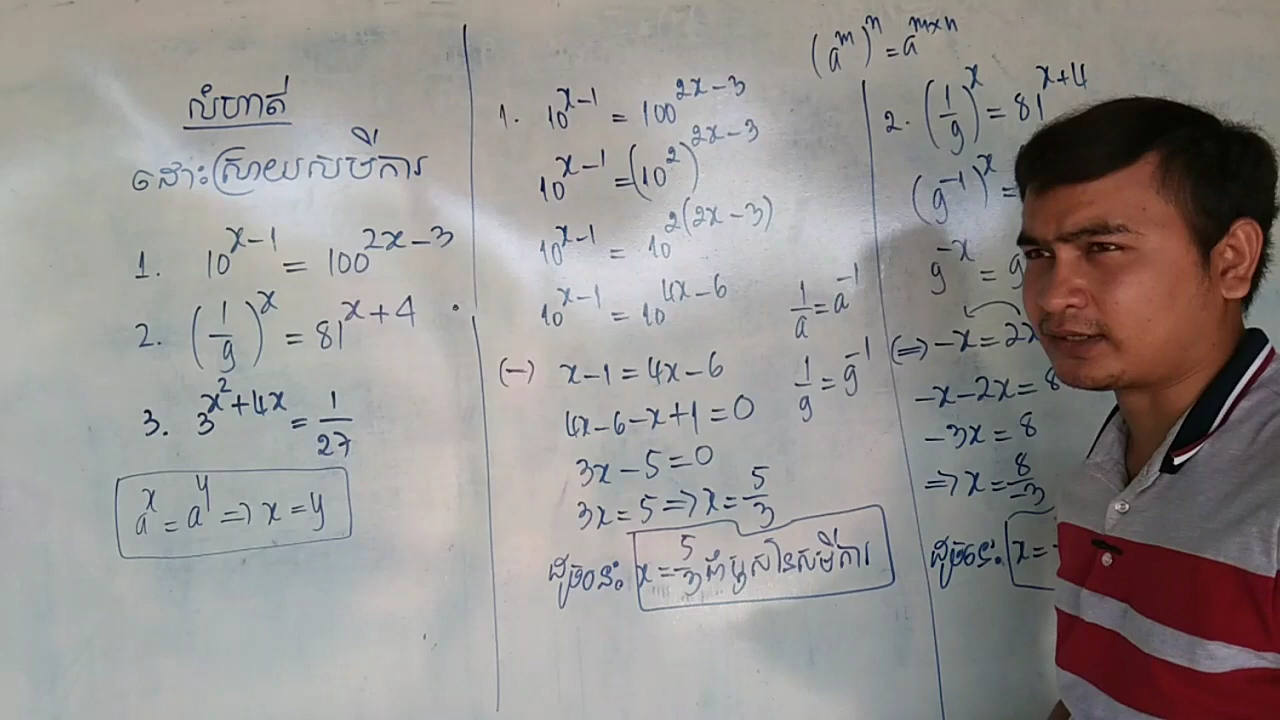 លំហាត់
ដោះស្រាយសមីការ
1. 10^{x-1} = 100^{2x-3}
2. (1/9)^x = 81^{x+4}
3. 3^{x^2+4x} = 1/27
a^x = a^y ⇒ x = y
(a^m)^n = a^{m×n}
1. 10^{x-1} = 100^{2x-3}
10^{x-1} = (10^2)^{2x-3}
10^{x-1} = 10^{2(2x-3)}
10^{x-1} = 10^{4x-6}
x-1 = 4x-6
4x-6-x+1 = 0
3x-5 = 0
3x = 5 ⇒ x = 5/3
ដូចនេះ x = 5/3 ជាឫសនៃសមីការ
1/a = a^{-1}
1/9 = 9^{-1}
2. (1/9)^x = 81^{x+4}
(9^{-1})^x =
9^{-x} = 9
(⇒) -x = 2x
-x-2x = 8
-3x = 8
⇒ x = 8/-3
ដូចនេះ: x = -